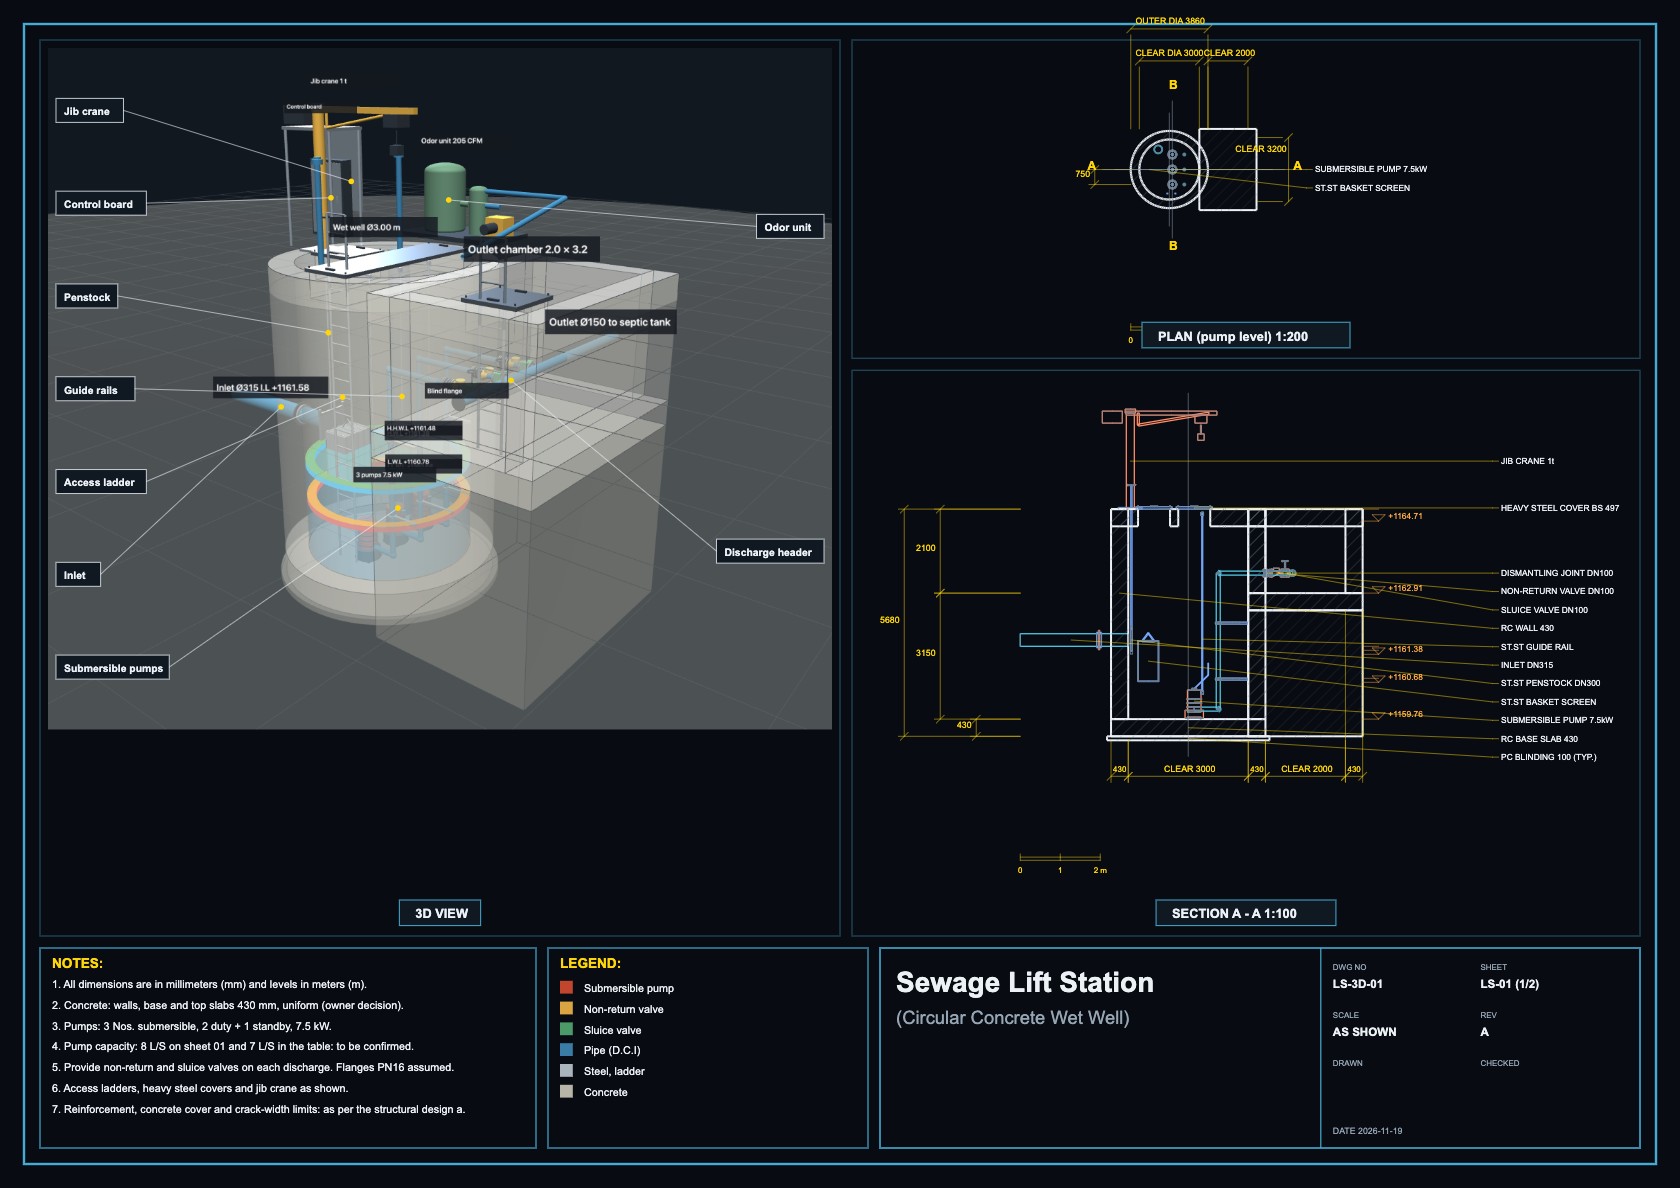 Jib crane 1 t
Control board
Jib crane
Odor unit 205 CFM
Control board
Wet well Ø3.00 m
Odor unit
Outlet chamber 2.0 × 3.2
Penstock
Outlet Ø150 to septic tank
Guide rails
Inlet Ø315 I.L +1161.58
Blind flange
H.H.W.L +1161.48
L.W.L +1160.78
3 pumps 7.5 kW
Access ladder
Discharge header
Inlet
Submersible pumps
3D VIEW
OUTER DIA 3860
CLEAR DIA 3000
CLEAR 2000
B
CLEAR 3200
A
A
750
SUBMERSIBLE PUMP 7.5kW
ST.ST BASKET SCREEN
B
0
PLAN (pump level) 1:200
JIB CRANE 1t
HEAVY STEEL COVER BS 497
+1164.71
2100
DISMANTLING JOINT DN100
+1162.91
NON-RETURN VALVE DN100
SLUICE VALVE DN100
5680
RC WALL 430
3150
+1161.38
ST.ST GUIDE RAIL
INLET DN315
+1160.68
ST.ST PENSTOCK DN300
ST.ST BASKET SCREEN
+1159.76
430
SUBMERSIBLE PUMP 7.5kW
RC BASE SLAB 430
PC BLINDING 100 (TYP.)
430
CLEAR 3000
430
CLEAR 2000
430
0 1 2 m
SECTION A - A 1:100
NOTES:
1. All dimensions are in millimeters (mm) and levels in meters (m).
2. Concrete: walls, base and top slabs 430 mm, uniform (owner decision).
3. Pumps: 3 Nos. submersible, 2 duty + 1 standby, 7.5 kW.
4. Pump capacity: 8 L/S on sheet 01 and 7 L/S in the table: to be confirmed.
5. Provide non-return and sluice valves on each discharge. Flanges PN16 assumed.
6. Access ladders, heavy steel covers and jib crane as shown.
7. Reinforcement, concrete cover and crack-width limits: as per the structural design a.
LEGEND:
Submersible pump
Non-return valve
Sluice valve
Pipe (D.C.I)
Steel, ladder
Concrete
Sewage Lift Station
(Circular Concrete Wet Well)
DWG NO
LS-3D-01
SHEET
LS-01 (1/2)
SCALE
AS SHOWN
REV
A
DRAWN
CHECKED
DATE 2026-11-19